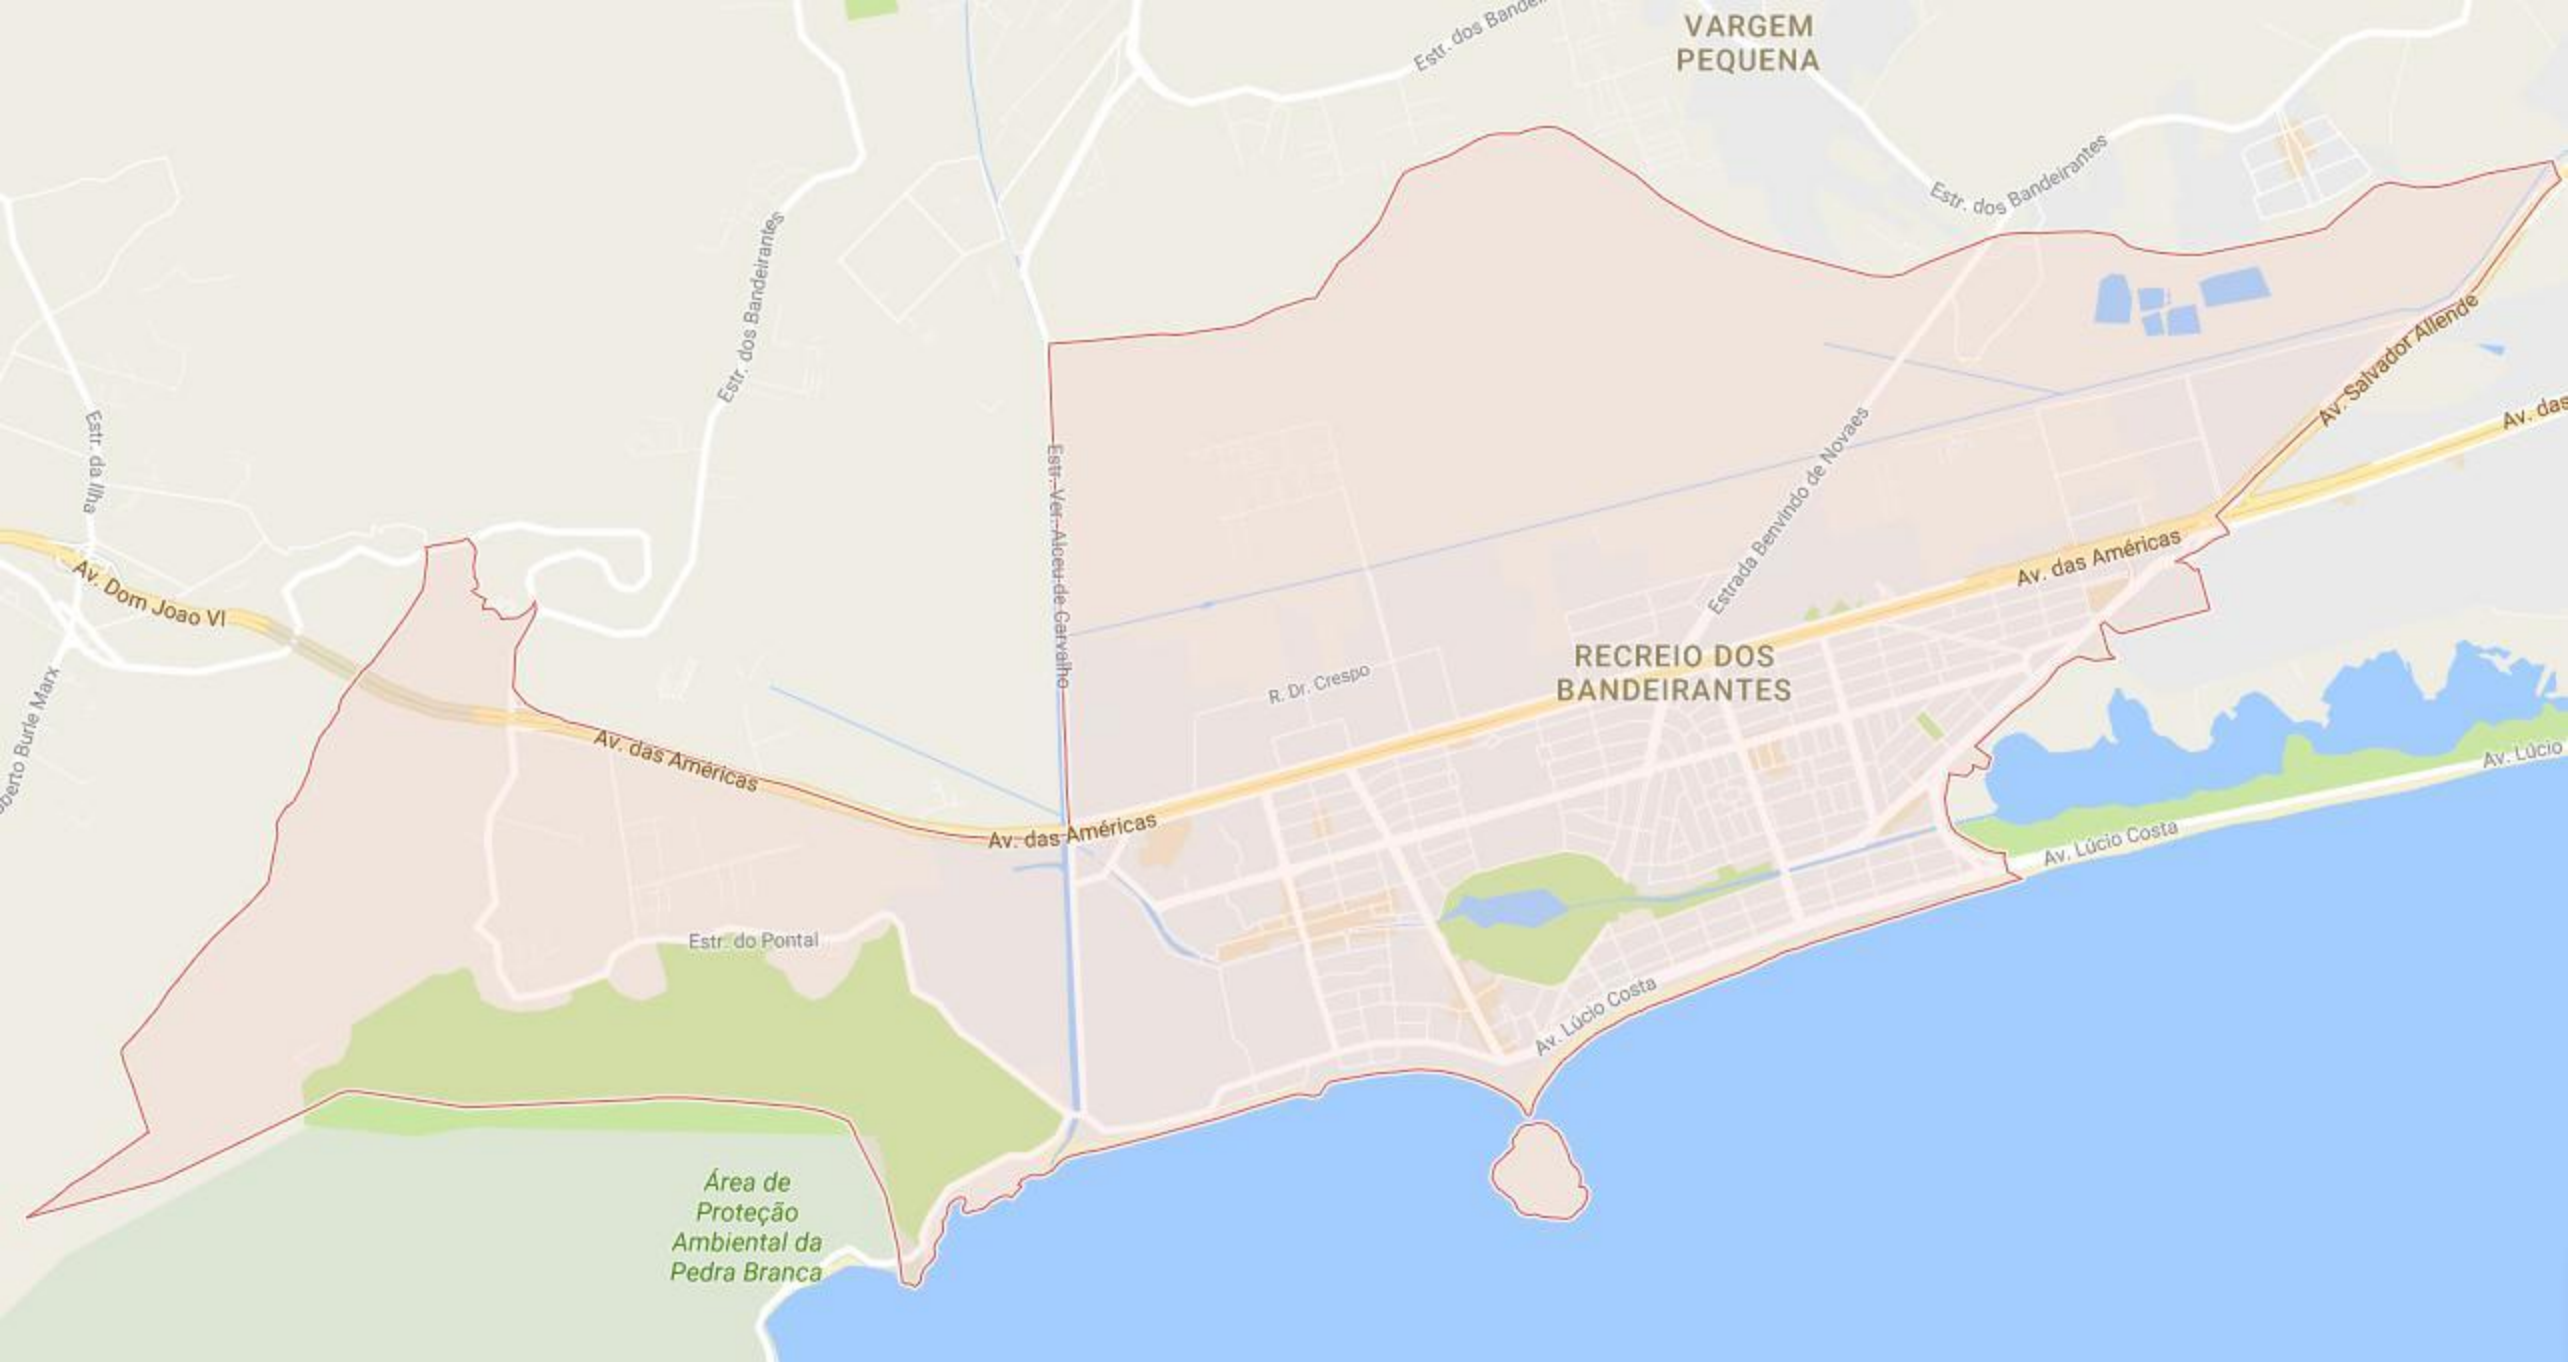 VARGEM
PEQUENA
Estr. dos Bandei
Estr. dos Bandeirantes
Estr. dos Bandeirantes
Av. Salvador Allende
Av. das
Estr. da Ilha
Estr. Ver. Alceu de Carvalho
Estrada Benvindo de Novaes
Av. das Américas
Av. Dom Joao VI
RECREIO DOS
BANDEIRANTES
R. Dr. Crespo
oberto Burle Marx
Av. das Américas
Av. das Américas
Av. Lúcio
Av. Lúcio Costa
Estr. do Pontal
Av. Lúcio Costa
Área de
Proteção
Ambiental da
Pedra Branca